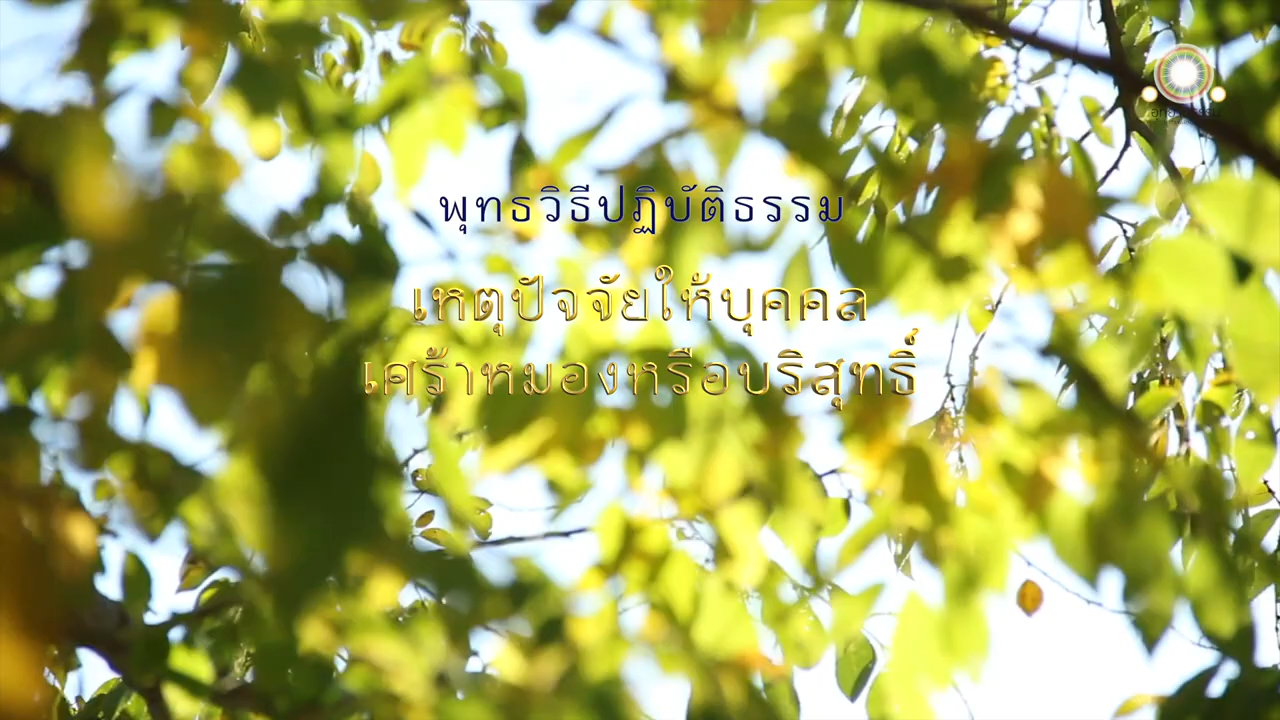 พุทธวิธีปฏิบัติธรรม
เหตุปัจจัยให้บุคคล
เศร้าหมองหรือบริสุทธิ์